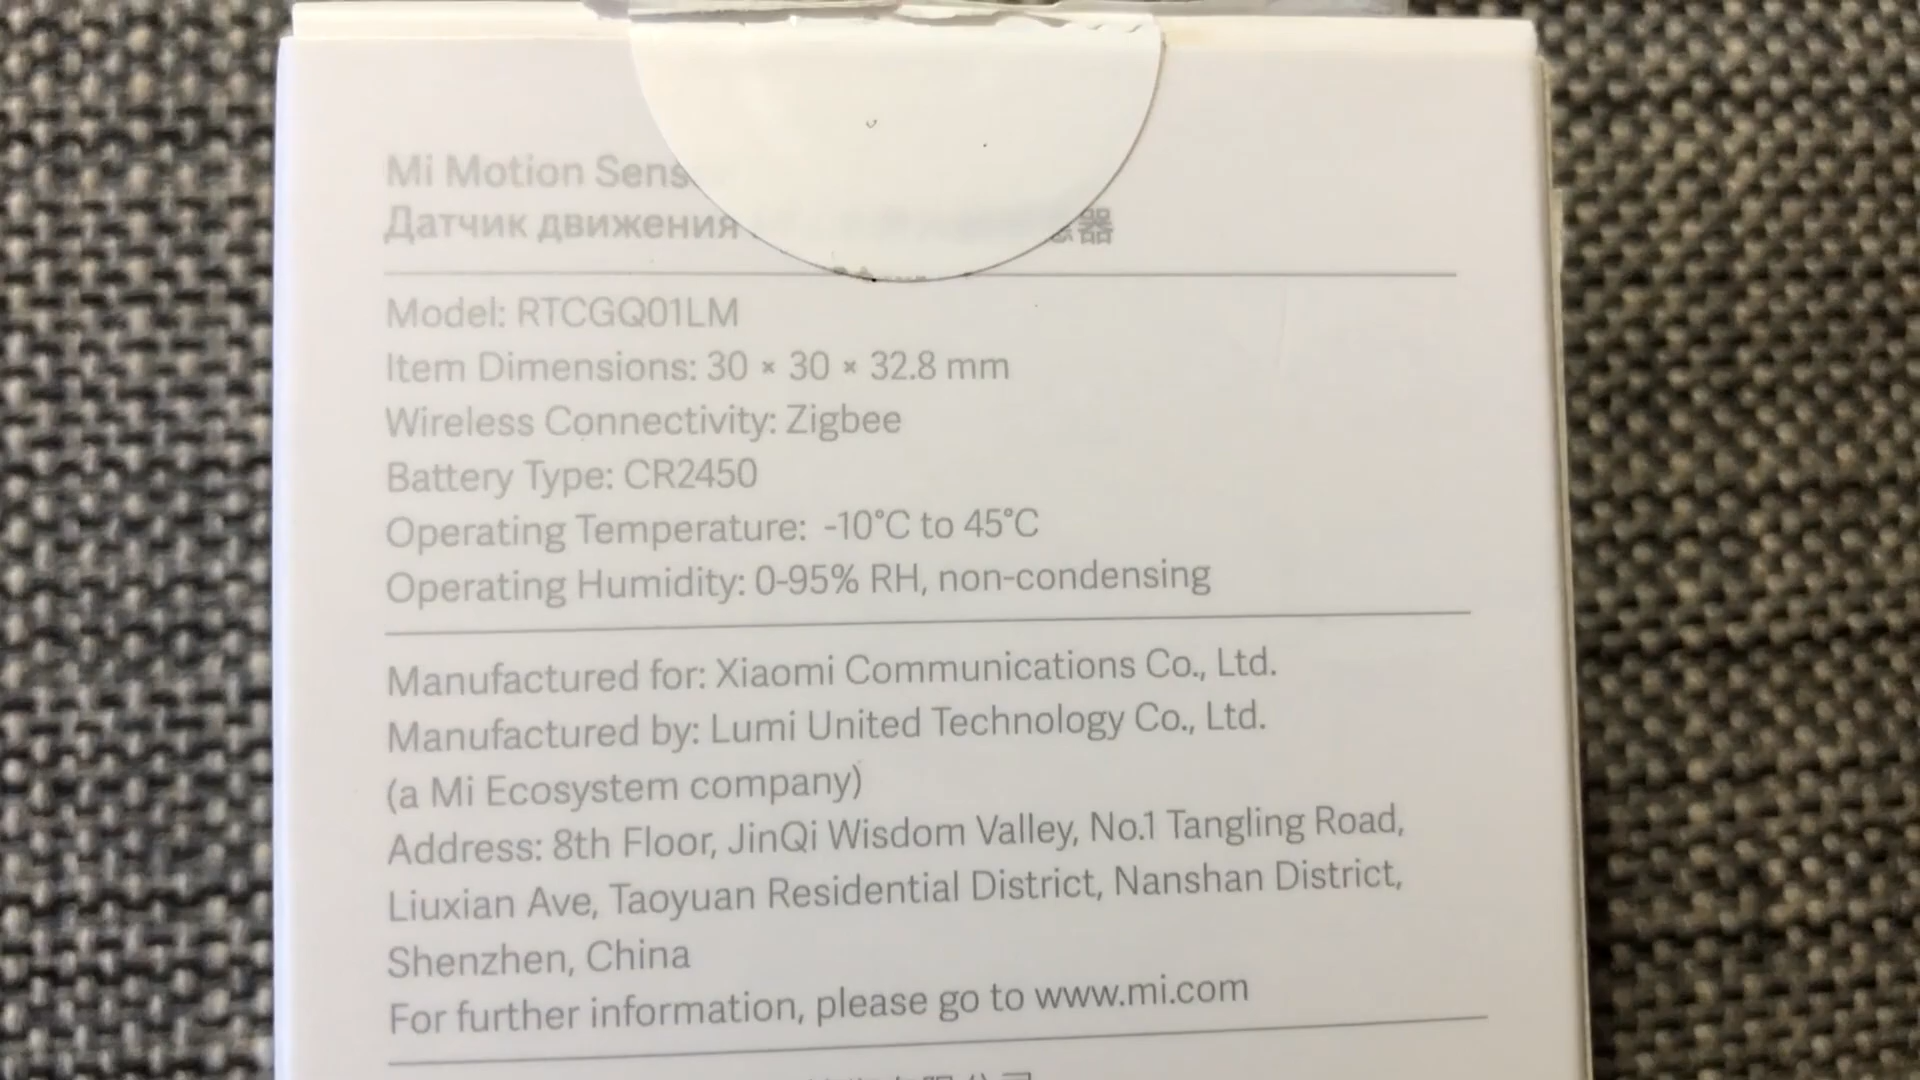 Mi Motion Sens
Датчик движения 器
Model: RTCGQ01LM
Item Dimensions: 30 × 30 × 32.8 mm
Wireless Connectivity: Zigbee
Battery Type: CR2450
Operating Temperature: -10°C to 45°C
Operating Humidity: 0-95% RH, non-condensing
Manufactured for: Xiaomi Communications Co., Ltd.
Manufactured by: Lumi United Technology Co., Ltd.
(a Mi Ecosystem company)
Address: 8th Floor, JinQi Wisdom Valley, No.1 Tangling Road,
Liuxian Ave, Taoyuan Residential District, Nanshan District,
Shenzhen, China
For further information, please go to www.mi.com